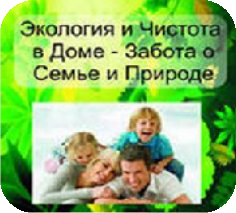 Экология и Чистота
в Доме - Забота о
Семье и Природе